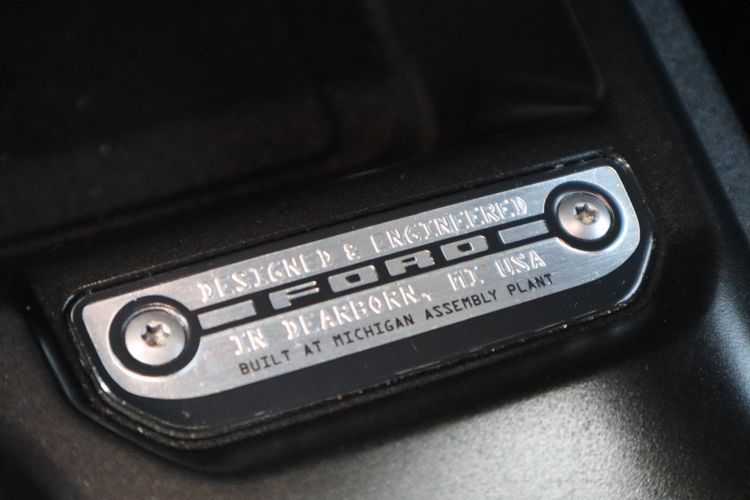 DESIGNED & ENGINEERED
FORD
IN DEARBORN, MI USA
BUILT AT MICHIGAN ASSEMBLY PLANT